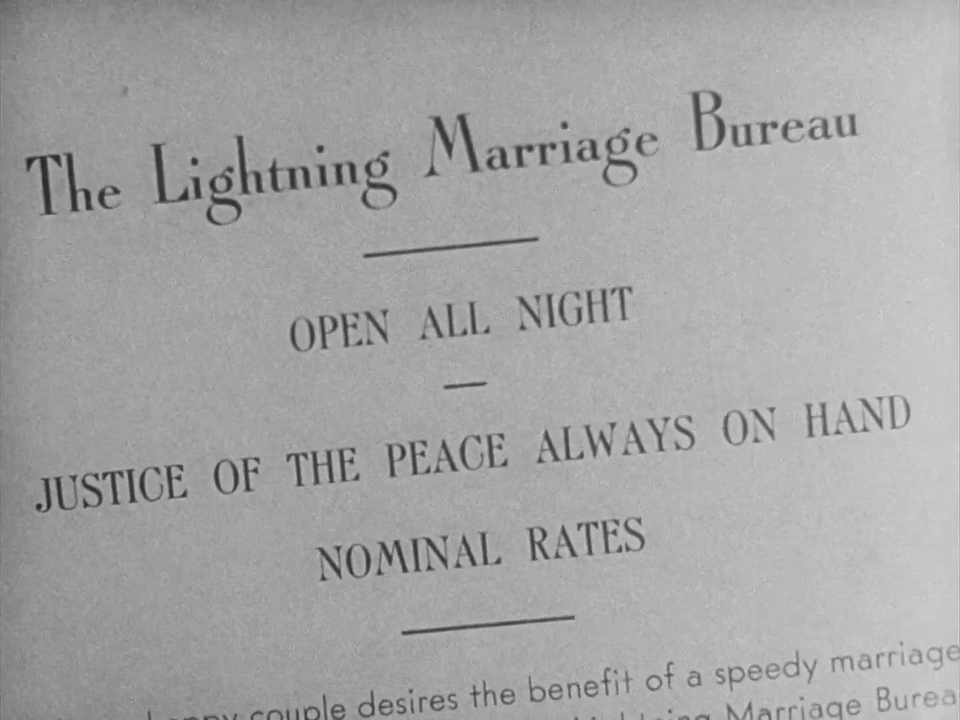 The Lightning Marriage Bureau
OPEN ALL NIGHT
JUSTICE OF THE PEACE ALWAYS ON HAND
NOMINAL RATES
couple desires the benefit of a speedy marriage
Marriage Burea